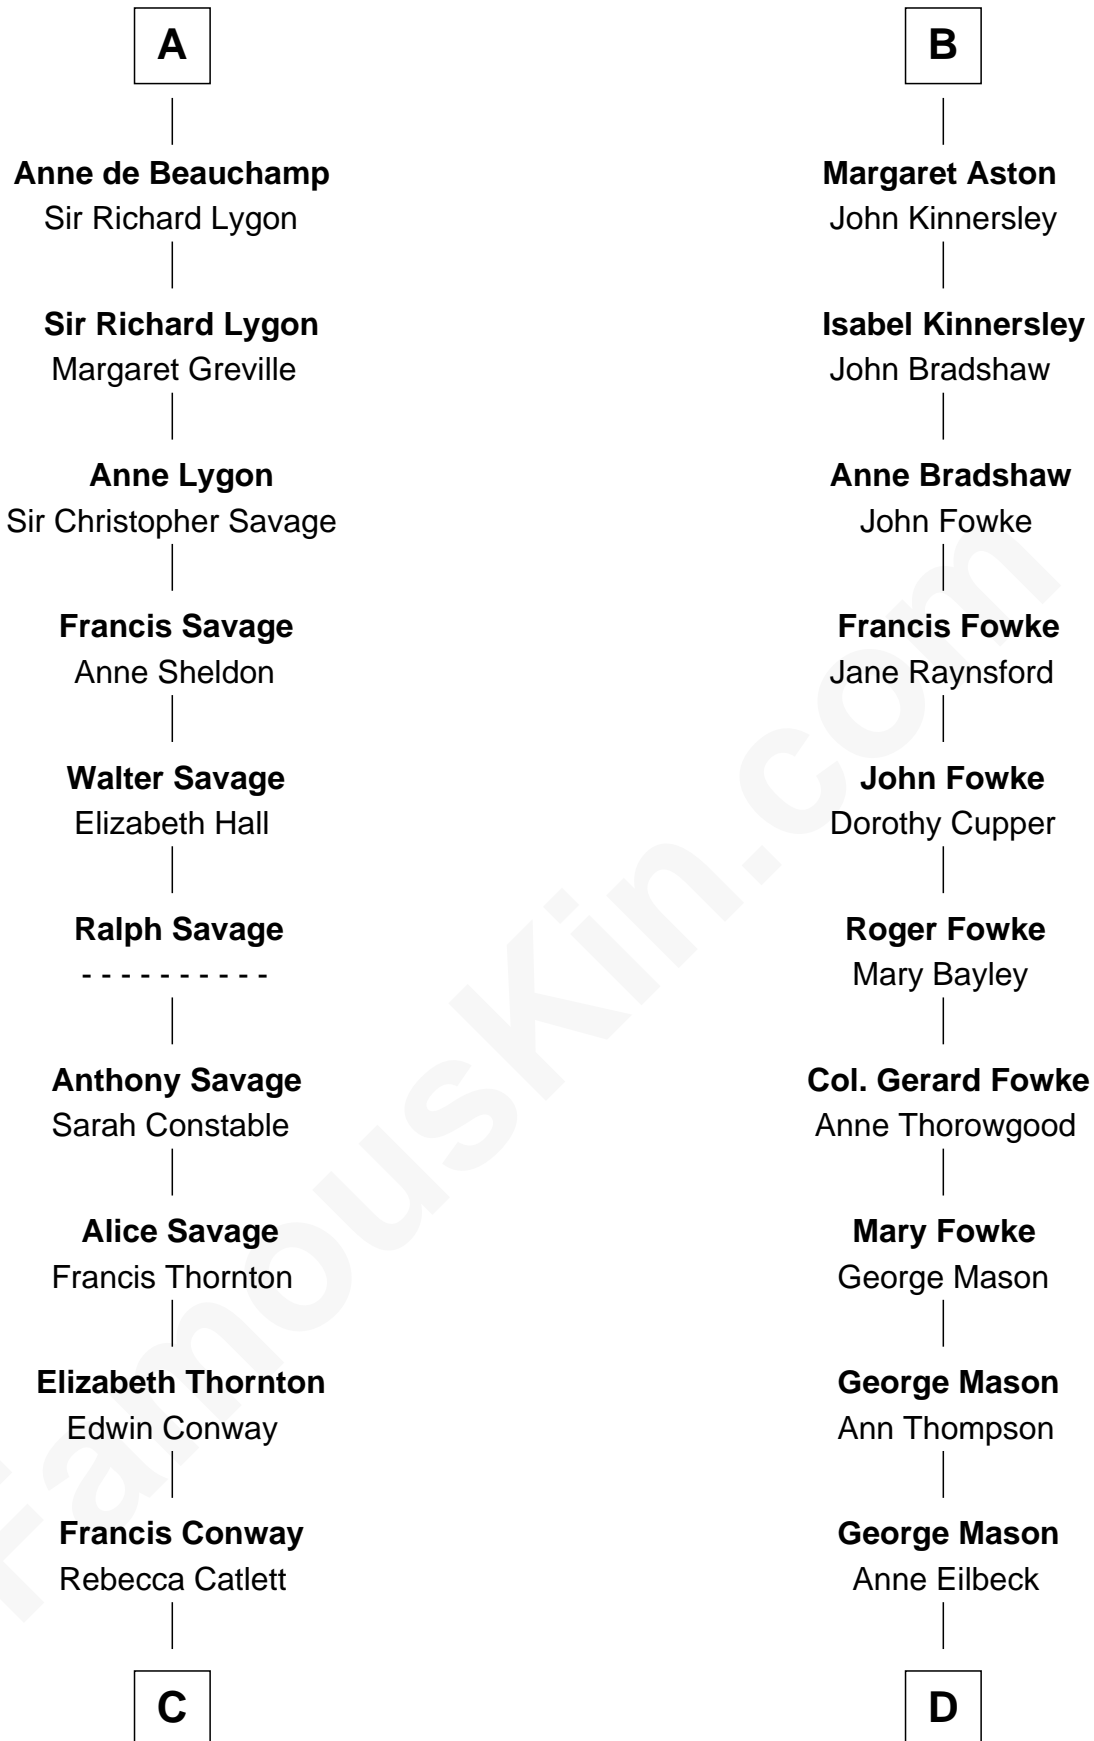 A
Anne de Beauchamp
Sir Richard Lygon
Sir Richard Lygon
Margaret Greville
Anne Lygon
Sir Christopher Savage
Francis Savage
Anne Sheldon
Walter Savage
Elizabeth Hall
Ralph Savage
- - - - - - - - - -
Anthony Savage
Sarah Constable
Alice Savage
Francis Thornton
Elizabeth Thornton
Edwin Conway
Francis Conway
Rebecca Catlett
C
B
Margaret Aston
John Kinnersley
Isabel Kinnersley
John Bradshaw
Anne Bradshaw
John Fowke
Francis Fowke
Jane Raynsford
John Fowke
Dorothy Cupper
Roger Fowke
Mary Bayley
Col. Gerard Fowke
Anne Thorowgood
Mary Fowke
George Mason
George Mason
Ann Thompson
George Mason
Anne Eilbeck
D
FamousKin.com